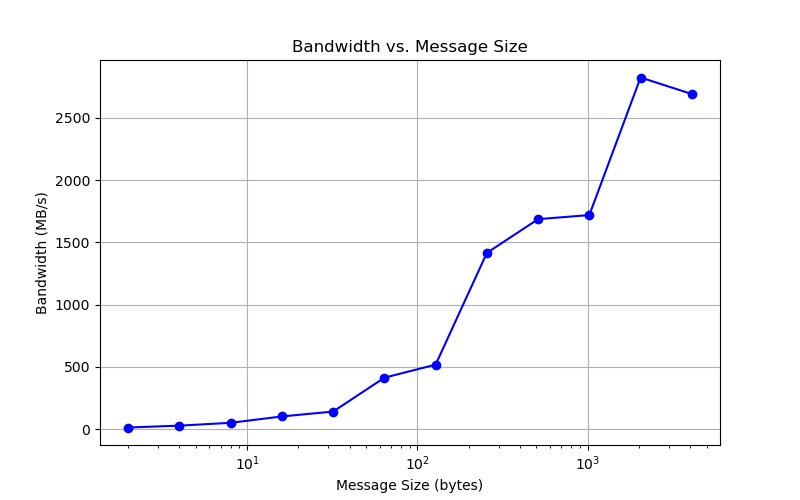 Bandwidth vs. Message Size
Bandwidth (MB/s)
2500
2000
1500
1000
500
0
10¹ 10² 10³
Message Size (bytes)